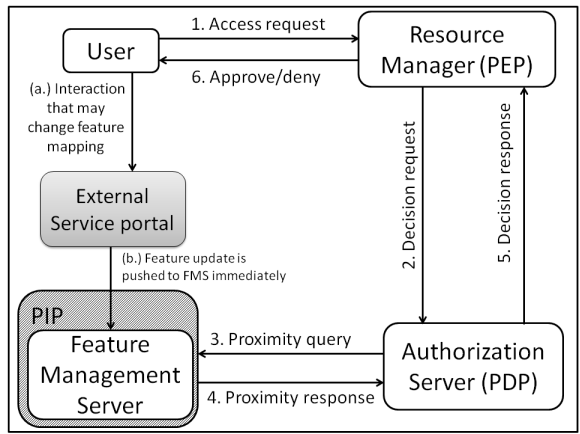 User
1. Access request
6. Approve/deny
Resource
Manager (PEP)
(a.) Interaction
that may
change feature
mapping
External
Service portal
2. Decision request
5. Decision response
(b.) Feature update is
pushed to FMS immediately
PIP
Feature
Management
Server
3. Proximity query
4. Proximity response
Authorization
Server (PDP)